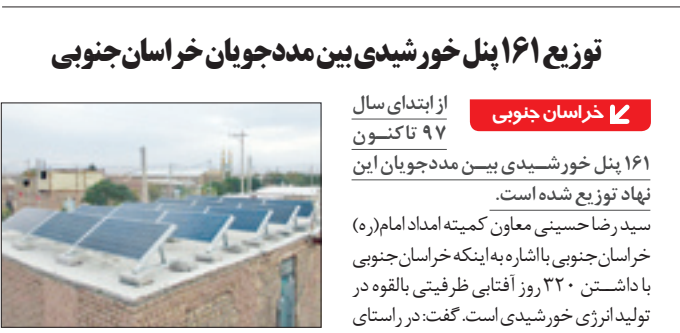 توزیع ۱۶۱ پنل خورشیدی بین مددجویان خراسان جنوبی
خراسان جنوبی
از ابتدای سال
۹۷ تاکنون
۱۶۱ پنل خورشیدی بین مددجویان این
نهاد توزیع شده است.
سید رضا حسینی معاون کمیته امداد امام(ره)
خراسان جنوبی با اشاره به اینکه خراسان جنوبی
با داشتن ۳۲۰ روز آفتابی ظرفیتی بالقوه در
تولید انرژی خورشیدی است. گفت: در راستای